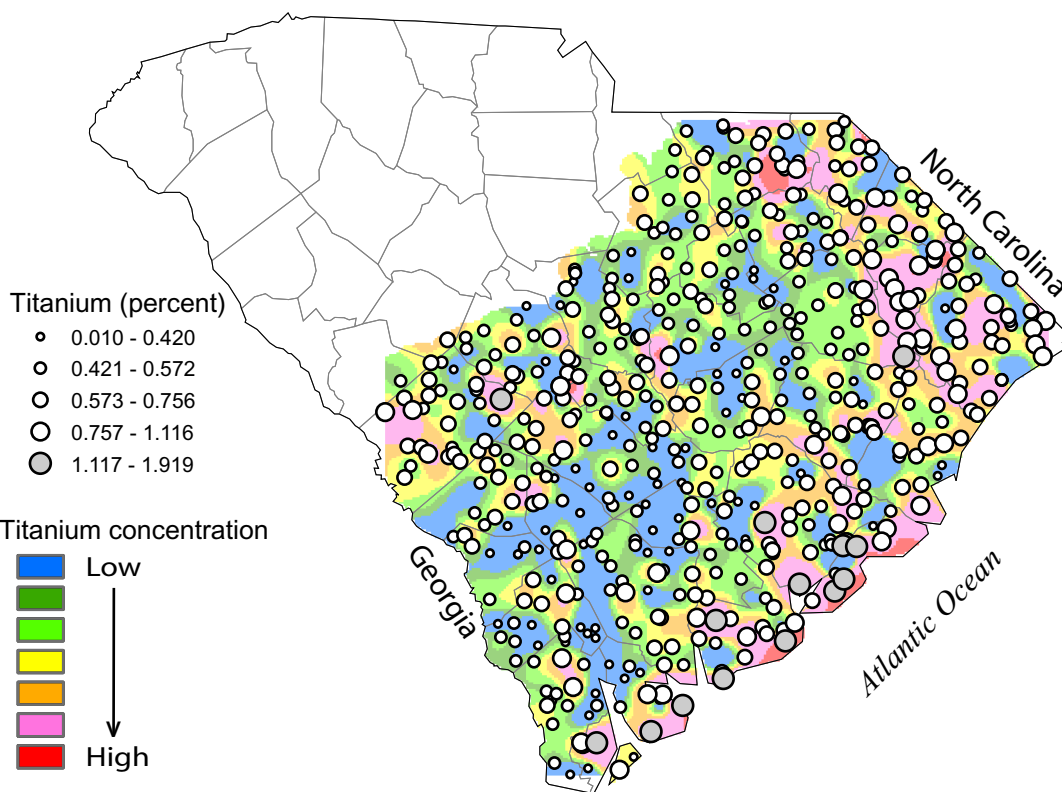 Titanium (percent)
0.010 - 0.420
0.421 - 0.572
0.573 - 0.756
0.757 - 1.116
1.117 - 1.919
Titanium concentration
Low
High
North Carolina
Georgia
Atlantic Ocean